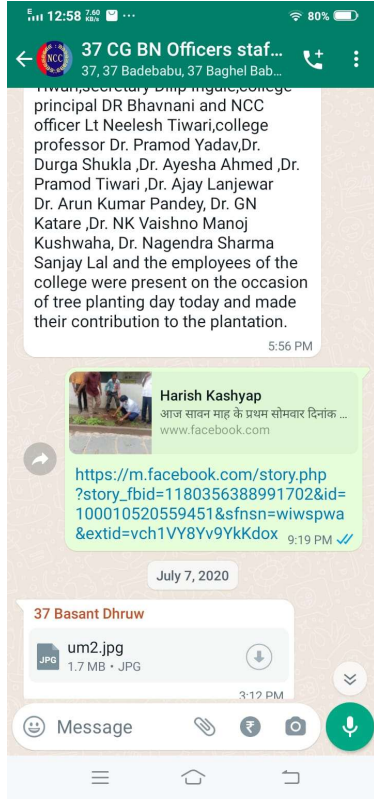 12:58 7.60 KB/s ... 80%
NCC
37 CG BN Officers staf...
37, 37 Badebabu, 37 Baghel Bab...
Tiwari,secretary Dilip Ingale,college
principal DR Bhavnani and NCC
officer Lt Neelesh Tiwari,college
professor Dr. Pramod Yadav,Dr.
Durga Shukla ,Dr. Ayesha Ahmed ,Dr.
Pramod Tiwari ,Dr. Ajay Lanjewar
Dr. Arun Kumar Pandey, Dr. GN
Katare ,Dr. NK Vaishno Manoj
Kushwaha, Dr. Nagendra Sharma
Sanjay Lal and the employees of the
college were present on the occasion
of tree planting day today and made
their contribution to the plantation.
5:56 PM
Harish Kashyap
आज सावन माह के प्रथम सोमवार दिनांक ...
www.facebook.com
https://m.facebook.com/story.php
?story_fbid=1180356388991702&id=
100010520559451&sfnsn=wiwspwa
&extid=vch1VY8Yv9YkKdox 9:19 PM
July 7, 2020
37 Basant Dhruw
um2.jpg
JPG 1.7 MB • JPG
3:12 PM
Message
₹